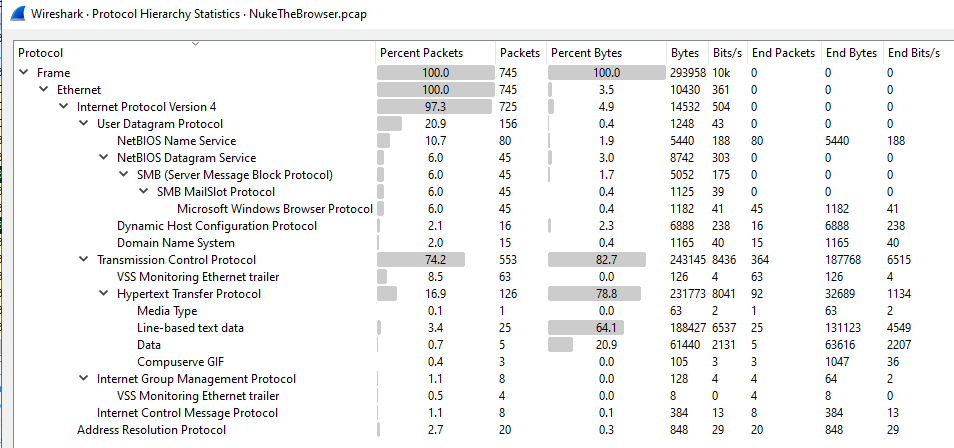 Wireshark · Protocol Hierarchy Statistics · NukeTheBrowser.pcap
Protocol Percent Packets Packets Percent Bytes Bytes Bits/s End Packets End Bytes End Bits/s
Frame 100.0 745 100.0 293958 10k 0 0 0
Ethernet 100.0 745 3.5 10430 361 0 0 0
Internet Protocol Version 4 97.3 725 4.9 14532 504 0 0 0
User Datagram Protocol 20.9 156 0.4 1248 43 0 0 0
NetBIOS Name Service 10.7 80 1.9 5440 188 80 5440 188
NetBIOS Datagram Service 6.0 45 3.0 8742 303 0 0 0
SMB (Server Message Block Protocol) 6.0 45 1.7 5052 175 0 0 0
SMB MailSlot Protocol 6.0 45 0.4 1125 39 0 0 0
Microsoft Windows Browser Protocol 6.0 45 0.4 1182 41 45 1182 41
Dynamic Host Configuration Protocol 2.1 16 2.3 6888 238 16 6888 238
Domain Name System 2.0 15 0.4 1165 40 15 1165 40
Transmission Control Protocol 74.2 553 82.7 243145 8436 364 187768 6515
VSS Monitoring Ethernet trailer 8.5 63 0.0 126 4 63 126 4
Hypertext Transfer Protocol 16.9 126 78.8 231773 8041 92 32689 1134
Media Type 0.1 1 0.0 63 2 1 63 2
Line-based text data 3.4 25 64.1 188427 6537 25 131123 4549
Data 0.7 5 20.9 61440 2131 5 63616 2207
Compuserve GIF 0.4 3 0.0 105 3 3 1047 36
Internet Group Management Protocol 1.1 8 0.0 128 4 4 64 2
VSS Monitoring Ethernet trailer 0.5 4 0.0 8 0 4 8 0
Internet Control Message Protocol 1.1 8 0.1 384 13 8 384 13
Address Resolution Protocol 2.7 20 0.3 848 29 20 848 29